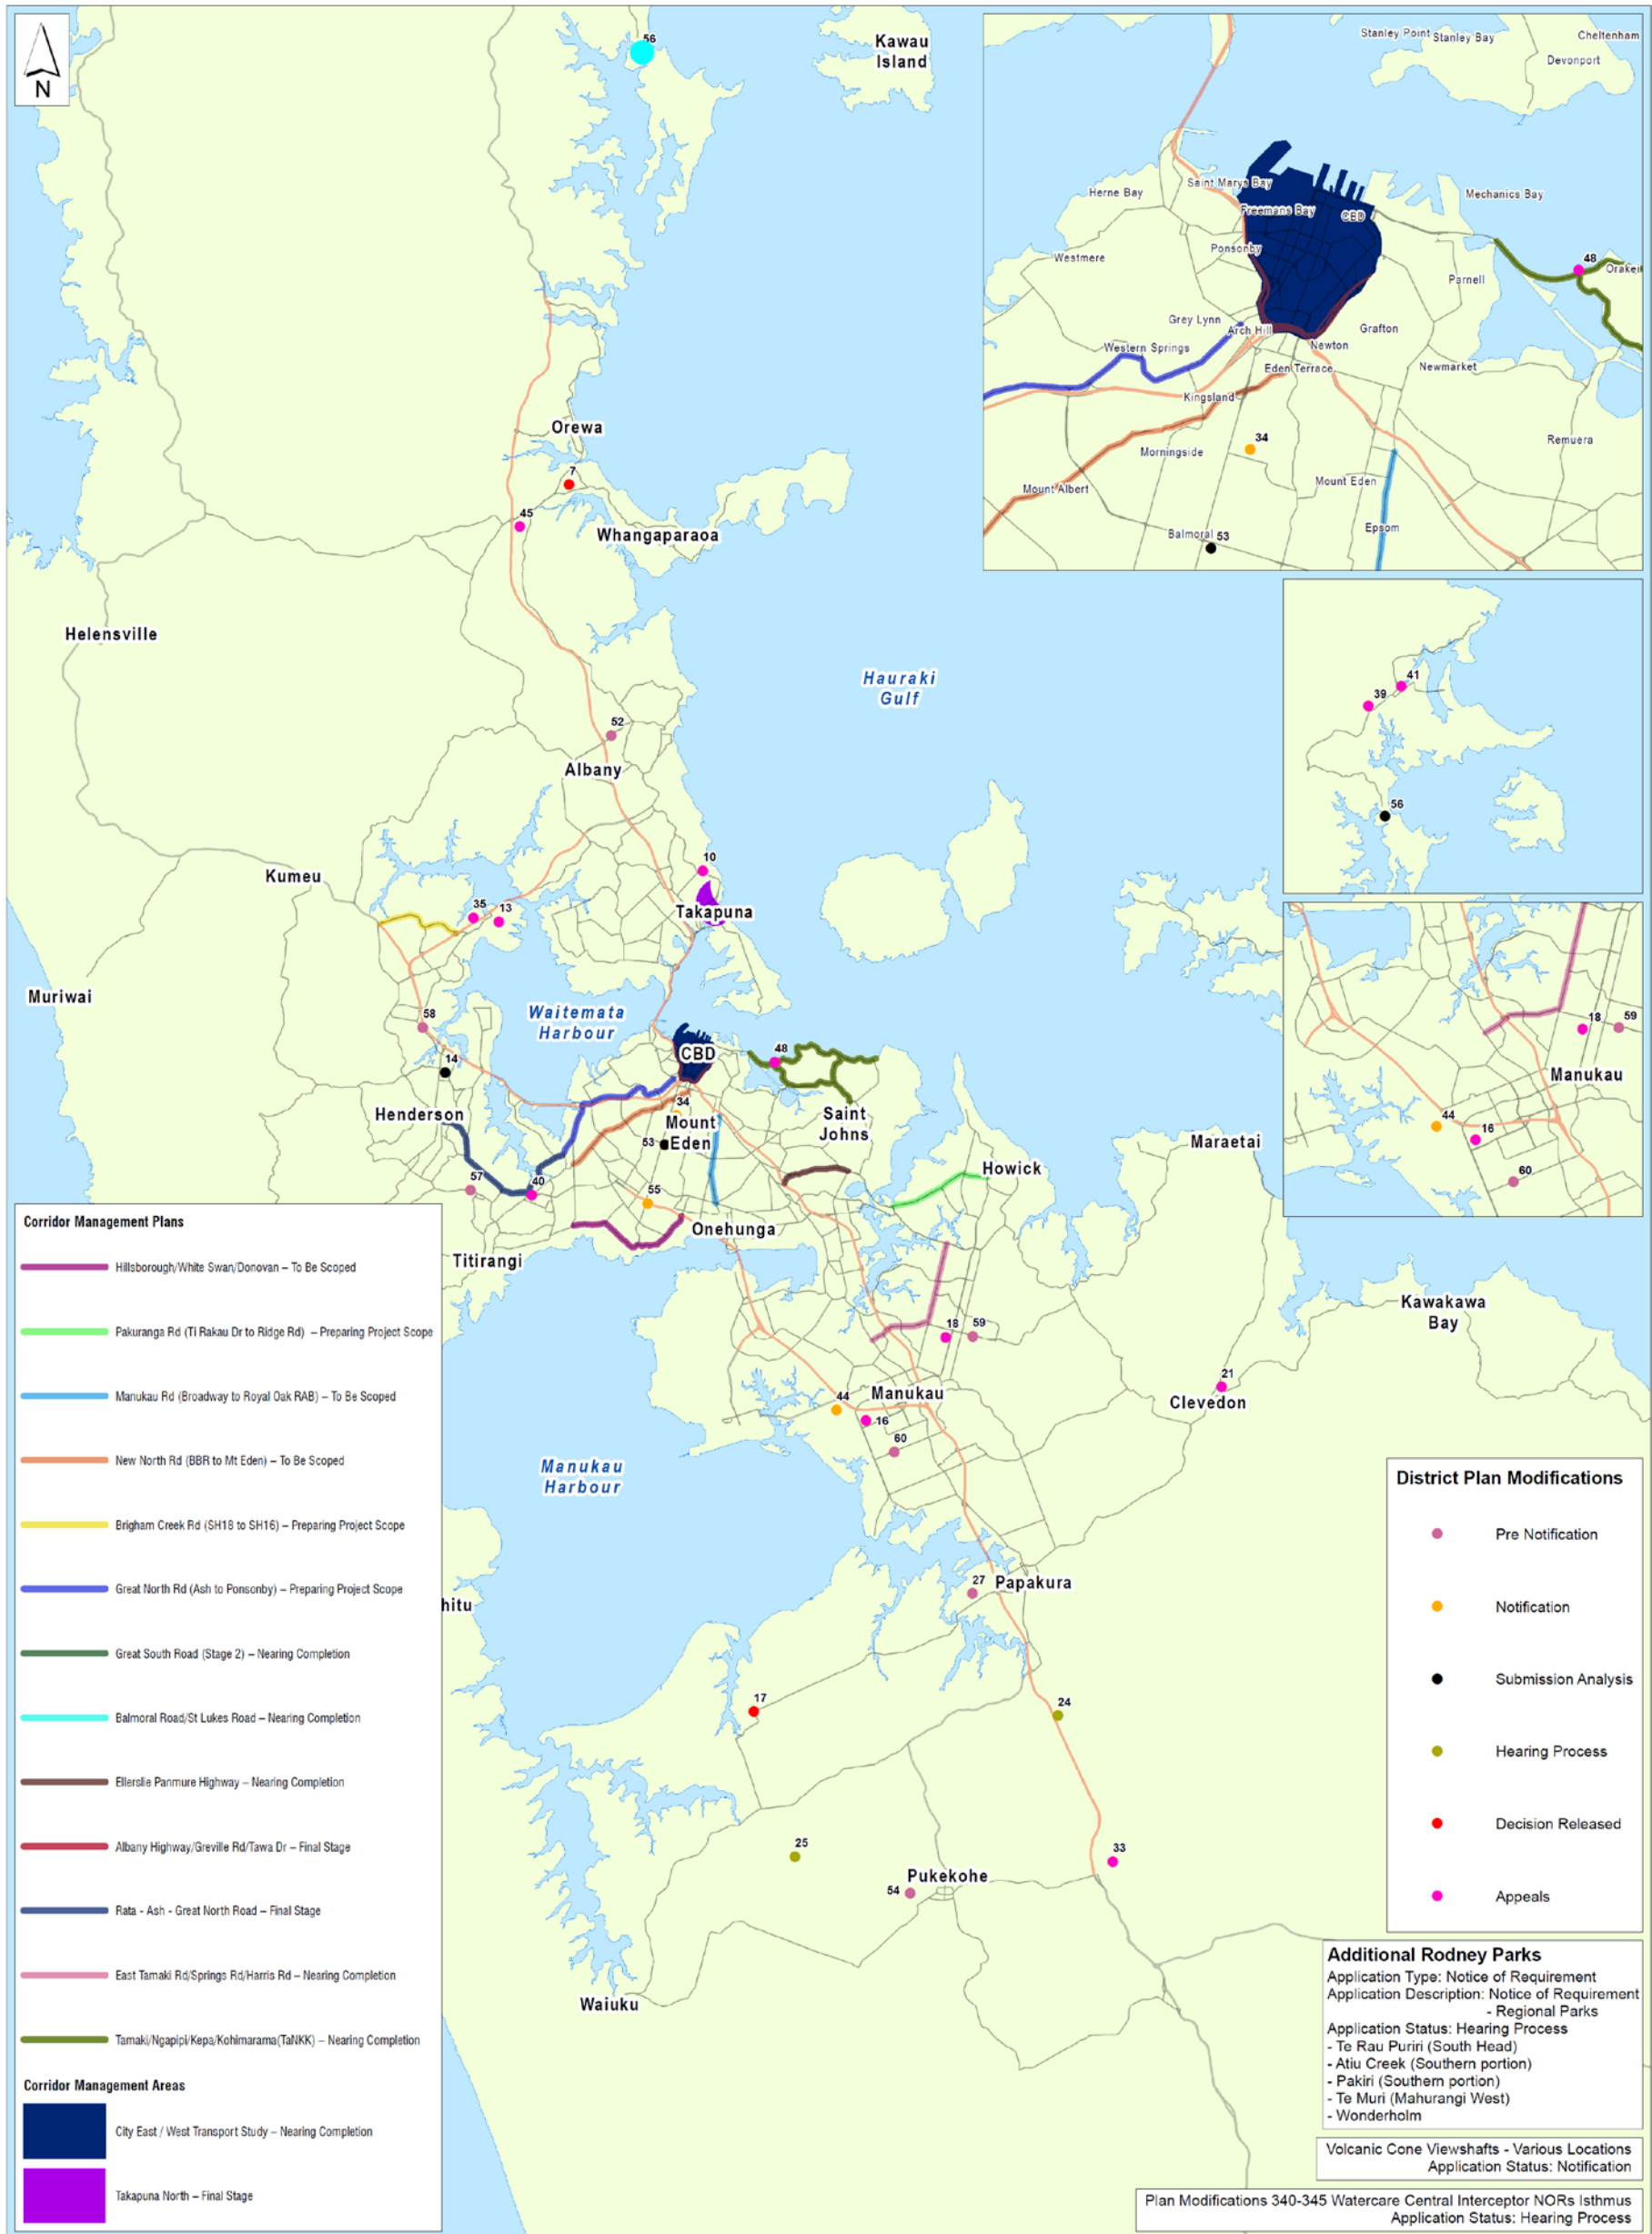 N
56
Kawau
Island
Orewa
7
45
Whangaparaoa
Helensville
Hauraki
Gulf
52
Albany
Kumeu
10
Takapuna
35
13
Muriwai
Waitemata
Harbour
58
14
CBD
48
Henderson
34
Mount
Eden
53
Saint
Johns
Maraetai
Howick
57
40
55
Onehunga
Titirangi
Kawakawa
Bay
18
59
21
Clevedon
Manukau
44
16
60
Manukau
Harbour
27
Papakura
hitu
17
24
25
33
Pukekohe
54
Waiuku
Stanley Point
Stanley Bay
Cheltenham
Devonport
Herne Bay
Saint Marys Bay
Freemans Bay
CBD
Mechanics Bay
Ponsonby
Westmere
48
Orakei
Parnell
Grey Lynn
Arch Hill
Grafton
Newton
Western Springs
Eden Terrace
Newmarket
Kingsland
34
Morningside
Remuera
Mount Albert
Mount Eden
Balmoral
53
Epsom
41
39
56
18
59
Manukau
44
16
60
Corridor Management Plans
Hillsborough/White Swan/Donovan – To Be Scoped
Pakuranga Rd (Ti Rakau Dr to Ridge Rd) – Preparing Project Scope
Manukau Rd (Broadway to Royal Oak RAB) – To Be Scoped
New North Rd (BBR to Mt Eden) – To Be Scoped
Brigham Creek Rd (SH18 to SH16) – Preparing Project Scope
Great North Rd (Ash to Ponsonby) – Preparing Project Scope
Great South Road (Stage 2) – Nearing Completion
Balmoral Road/St Lukes Road – Nearing Completion
Ellerslie Panmure Highway – Nearing Completion
Albany Highway/Greville Rd/Tawa Dr – Final Stage
Rata - Ash - Great North Road – Final Stage
East Tamaki Rd/Springs Rd/Harris Rd – Nearing Completion
Tamaki/Ngapipi/Kepa/Kohimarama(TaNKK) – Nearing Completion
Corridor Management Areas
City East / West Transport Study – Nearing Completion
Takapuna North – Final Stage
District Plan Modifications
Pre Notification
Notification
Submission Analysis
Hearing Process
Decision Released
Appeals
Additional Rodney Parks
Application Type: Notice of Requirement
Application Description: Notice of Requirement
- Regional Parks
Application Status: Hearing Process
- Te Rau Puriri (South Head)
- Atiu Creek (Southern portion)
- Pakiri (Southern portion)
- Te Muri (Mahurangi West)
- Wonderholm
Volcanic Cone Viewshafts - Various Locations
Application Status: Notification
Plan Modifications 340-345 Watercare Central Interceptor NORs Isthmus
Application Status: Hearing Process